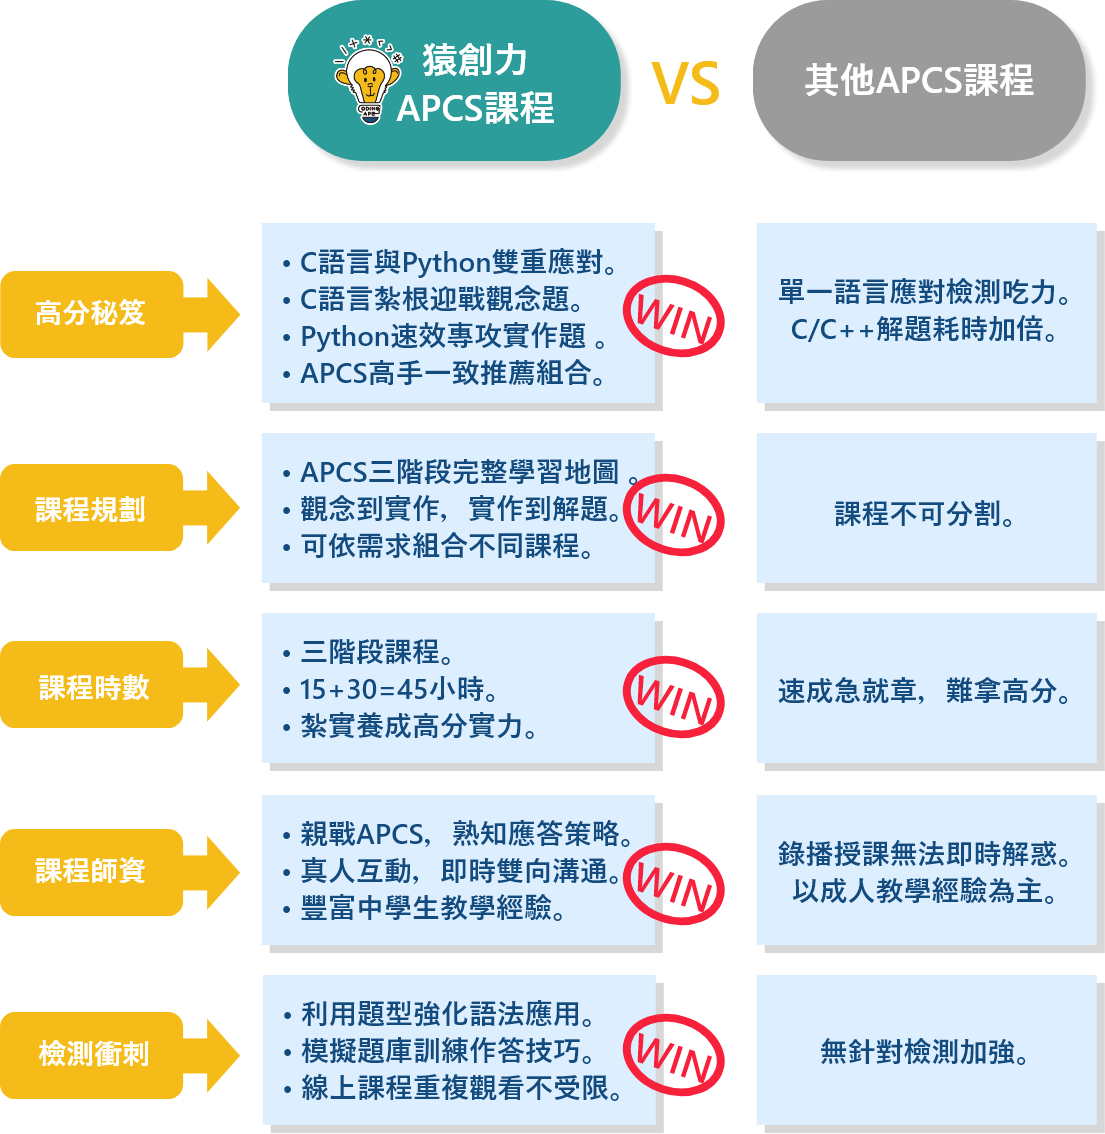 猿創力
APCS課程
CODING
APE
VS
其他APCS課程
高分秘笈
• C語言與Python雙重應對。
• C語言紮根迎戰觀念題。
• Python速效專攻實作題 。
• APCS高手一致推薦組合。
WIN
單一語言應對檢測吃力。
C/C++解題耗時加倍。
課程規劃
• APCS三階段完整學習地圖 。
• 觀念到實作，實作到解題。
• 可依需求組合不同課程。
WIN
課程不可分割。
課程時數
• 三階段課程。
• 15+30=45小時。
• 紮實養成高分實力。
WIN
速成急就章，難拿高分。
課程師資
• 親戰APCS，熟知應答策略。
• 真人互動，即時雙向溝通。
• 豐富中學生教學經驗。
WIN
錄播授課無法即時解惑。
以成人教學經驗為主。
檢測衝刺
• 利用題型強化語法應用。
• 模擬題庫訓練作答技巧。
• 線上課程重複觀看不受限。
WIN
無針對檢測加強。